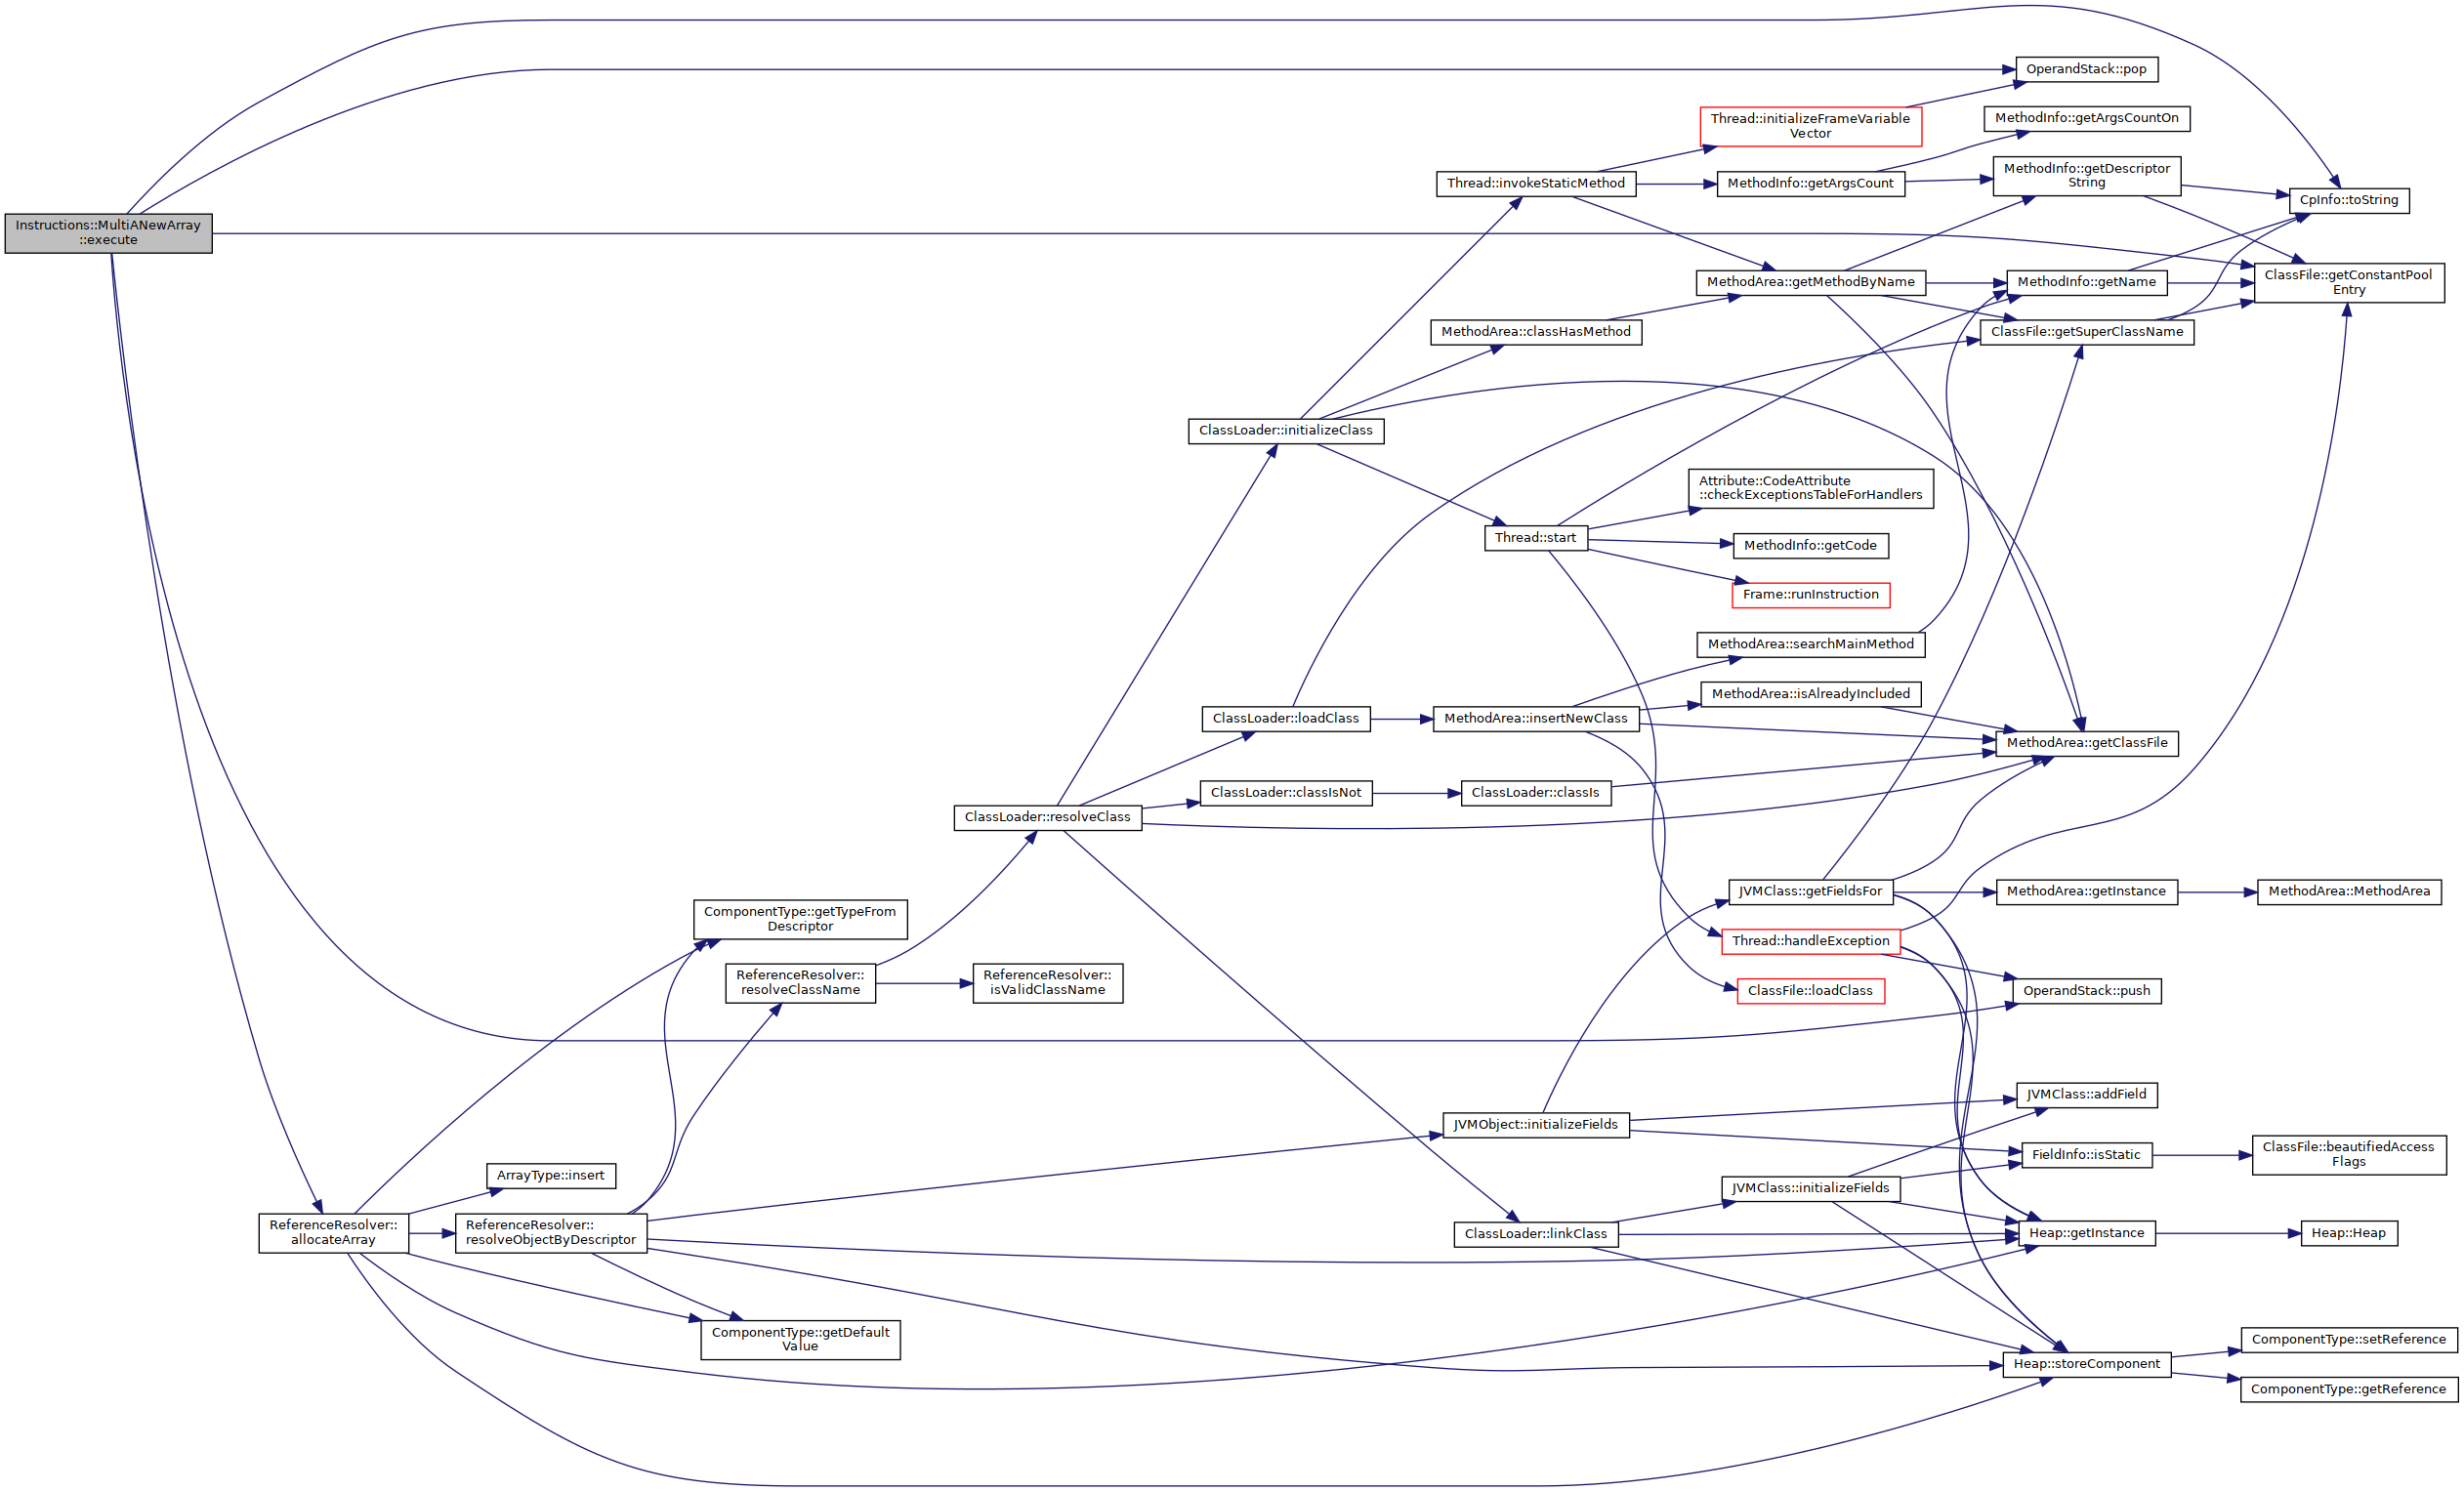 OperandStack::pop
Thread::initializeFrameVariable
Vector
MethodInfo::getArgsCountOn
Thread::invokeStaticMethod
MethodInfo::getArgsCount
MethodInfo::getDescriptor
String
CpInfo::toString
Instructions::MultiANewArray
::execute
MethodArea::getMethodByName
MethodInfo::getName
ClassFile::getConstantPool
Entry
MethodArea::classHasMethod
ClassFile::getSuperClassName
ClassLoader::initializeClass
Attribute::CodeAttribute
::checkExceptionsTableForHandlers
Thread::start
MethodInfo::getCode
Frame::runInstruction
MethodArea::searchMainMethod
MethodArea::isAlreadyIncluded
ClassLoader::loadClass
MethodArea::insertNewClass
MethodArea::getClassFile
ClassLoader::classIsNot
ClassLoader::classIs
ClassLoader::resolveClass
JVMClass::getFieldsFor
MethodArea::getInstance
MethodArea::MethodArea
ComponentType::getTypeFrom
Descriptor
Thread::handleException
ReferenceResolver::
resolveClassName
ReferenceResolver::
isValidClassName
ClassFile::loadClass
OperandStack::push
JVMClass::addField
JVMObject::initializeFields
FieldInfo::isStatic
ClassFile::beautifiedAccess
Flags
ArrayType::insert
JVMClass::initializeFields
ReferenceResolver::
allocateArray
ReferenceResolver::
resolveObjectByDescriptor
ClassLoader::linkClass
Heap::getInstance
Heap::Heap
ComponentType::getDefault
Value
ComponentType::setReference
Heap::storeComponent
ComponentType::getReference